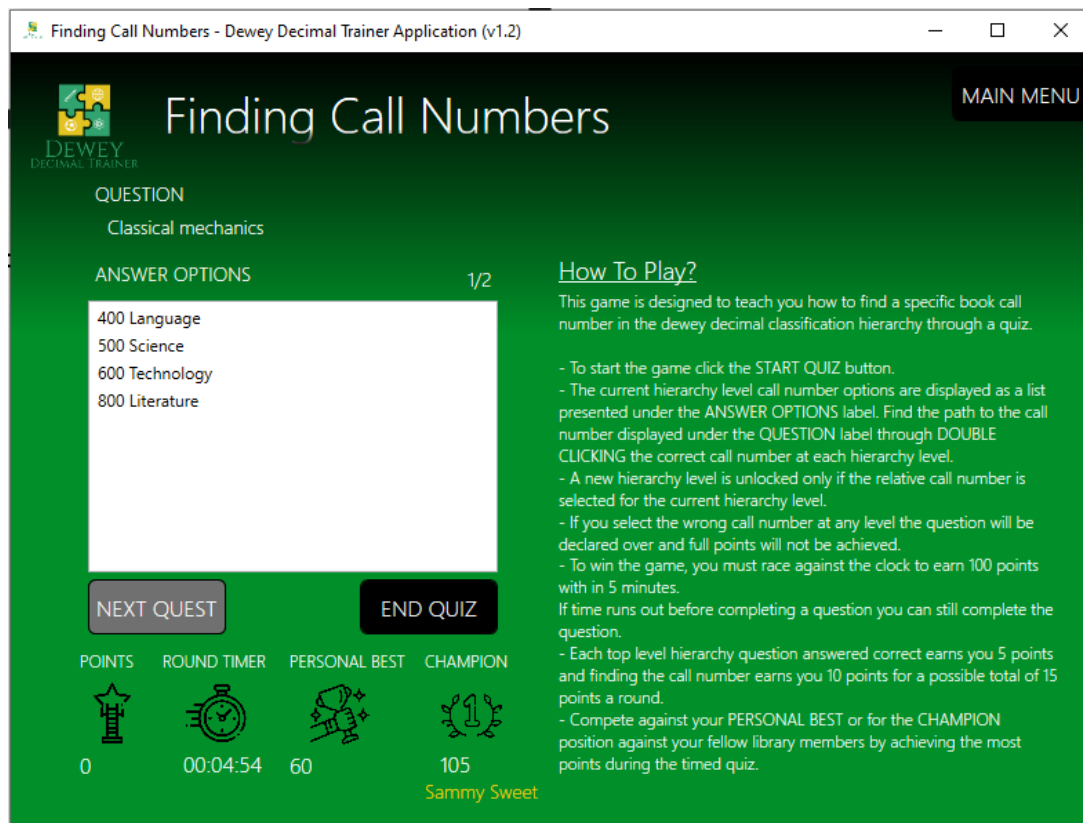 Finding Call Numbers - Dewey Decimal Trainer Application (v1.2)
MAIN MENU
DEWEY
DECIMAL TRAINER
Finding Call Numbers
QUESTION
Classical mechanics
ANSWER OPTIONS
1/2
400 Language
500 Science
600 Technology
800 Literature
NEXT QUEST
END QUIZ
How To Play?
This game is designed to teach you how to find a specific book call
number in the dewey decimal classification hierarchy through a quiz.
- To start the game click the START QUIZ button.
- The current hierarchy level call number options are displayed as a list
presented under the ANSWER OPTIONS label. Find the path to the call
number displayed under the QUESTION label through DOUBLE
CLICKING the correct call number at each hierarchy level.
- A new hierarchy level is unlocked only if the relative call number is
selected for the current hierarchy level.
- If you select the wrong call number at any level the question will be
declared over and full points will not be achieved.
- To win the game, you must race against the clock to earn 100 points
with in 5 minutes.
If time runs out before completing a question you can still complete the
question.
- Each top level hierarchy question answered correct earns you 5 points
and finding the call number earns you 10 points for a possible total of 15
points a round.
- Compete against your PERSONAL BEST or for the CHAMPION
position against your fellow library members by achieving the most
points during the timed quiz.
POINTS ROUND TIMER PERSONAL BEST CHAMPION
1
0 00:04:54 60 105
Sammy Sweet